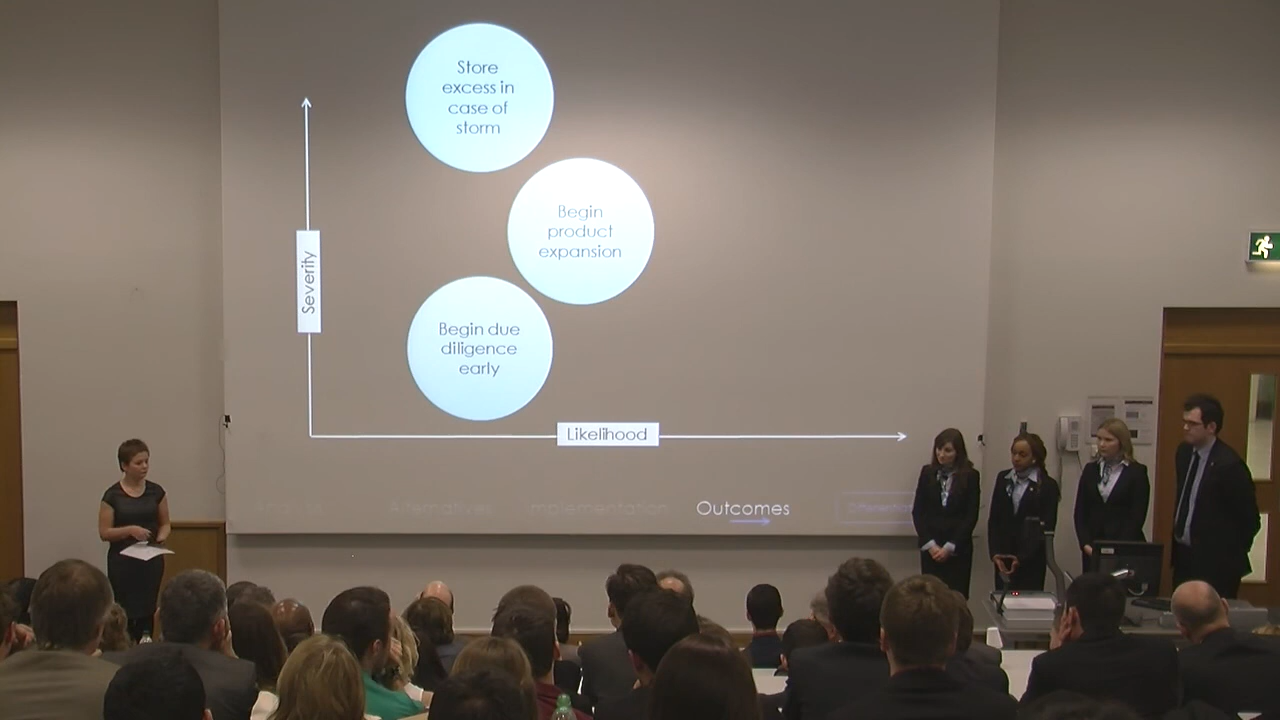 Store
excess in
case of
storm
Begin
product
expansion
Severity
Begin due
diligence
early
Likelihood
Alternatives Implementation Outcomes